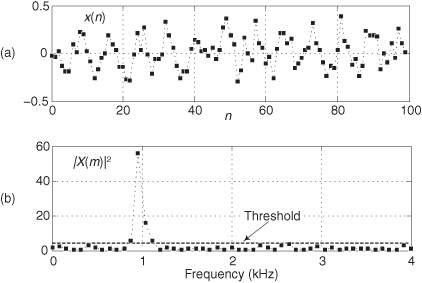 x(n)
0.5
(a)
0
−0.5
0 20 40 60 80 100
n
60
|X(m)|²
40
(b)
20
Threshold
0
0 1 2 3 4
Frequency (kHz)